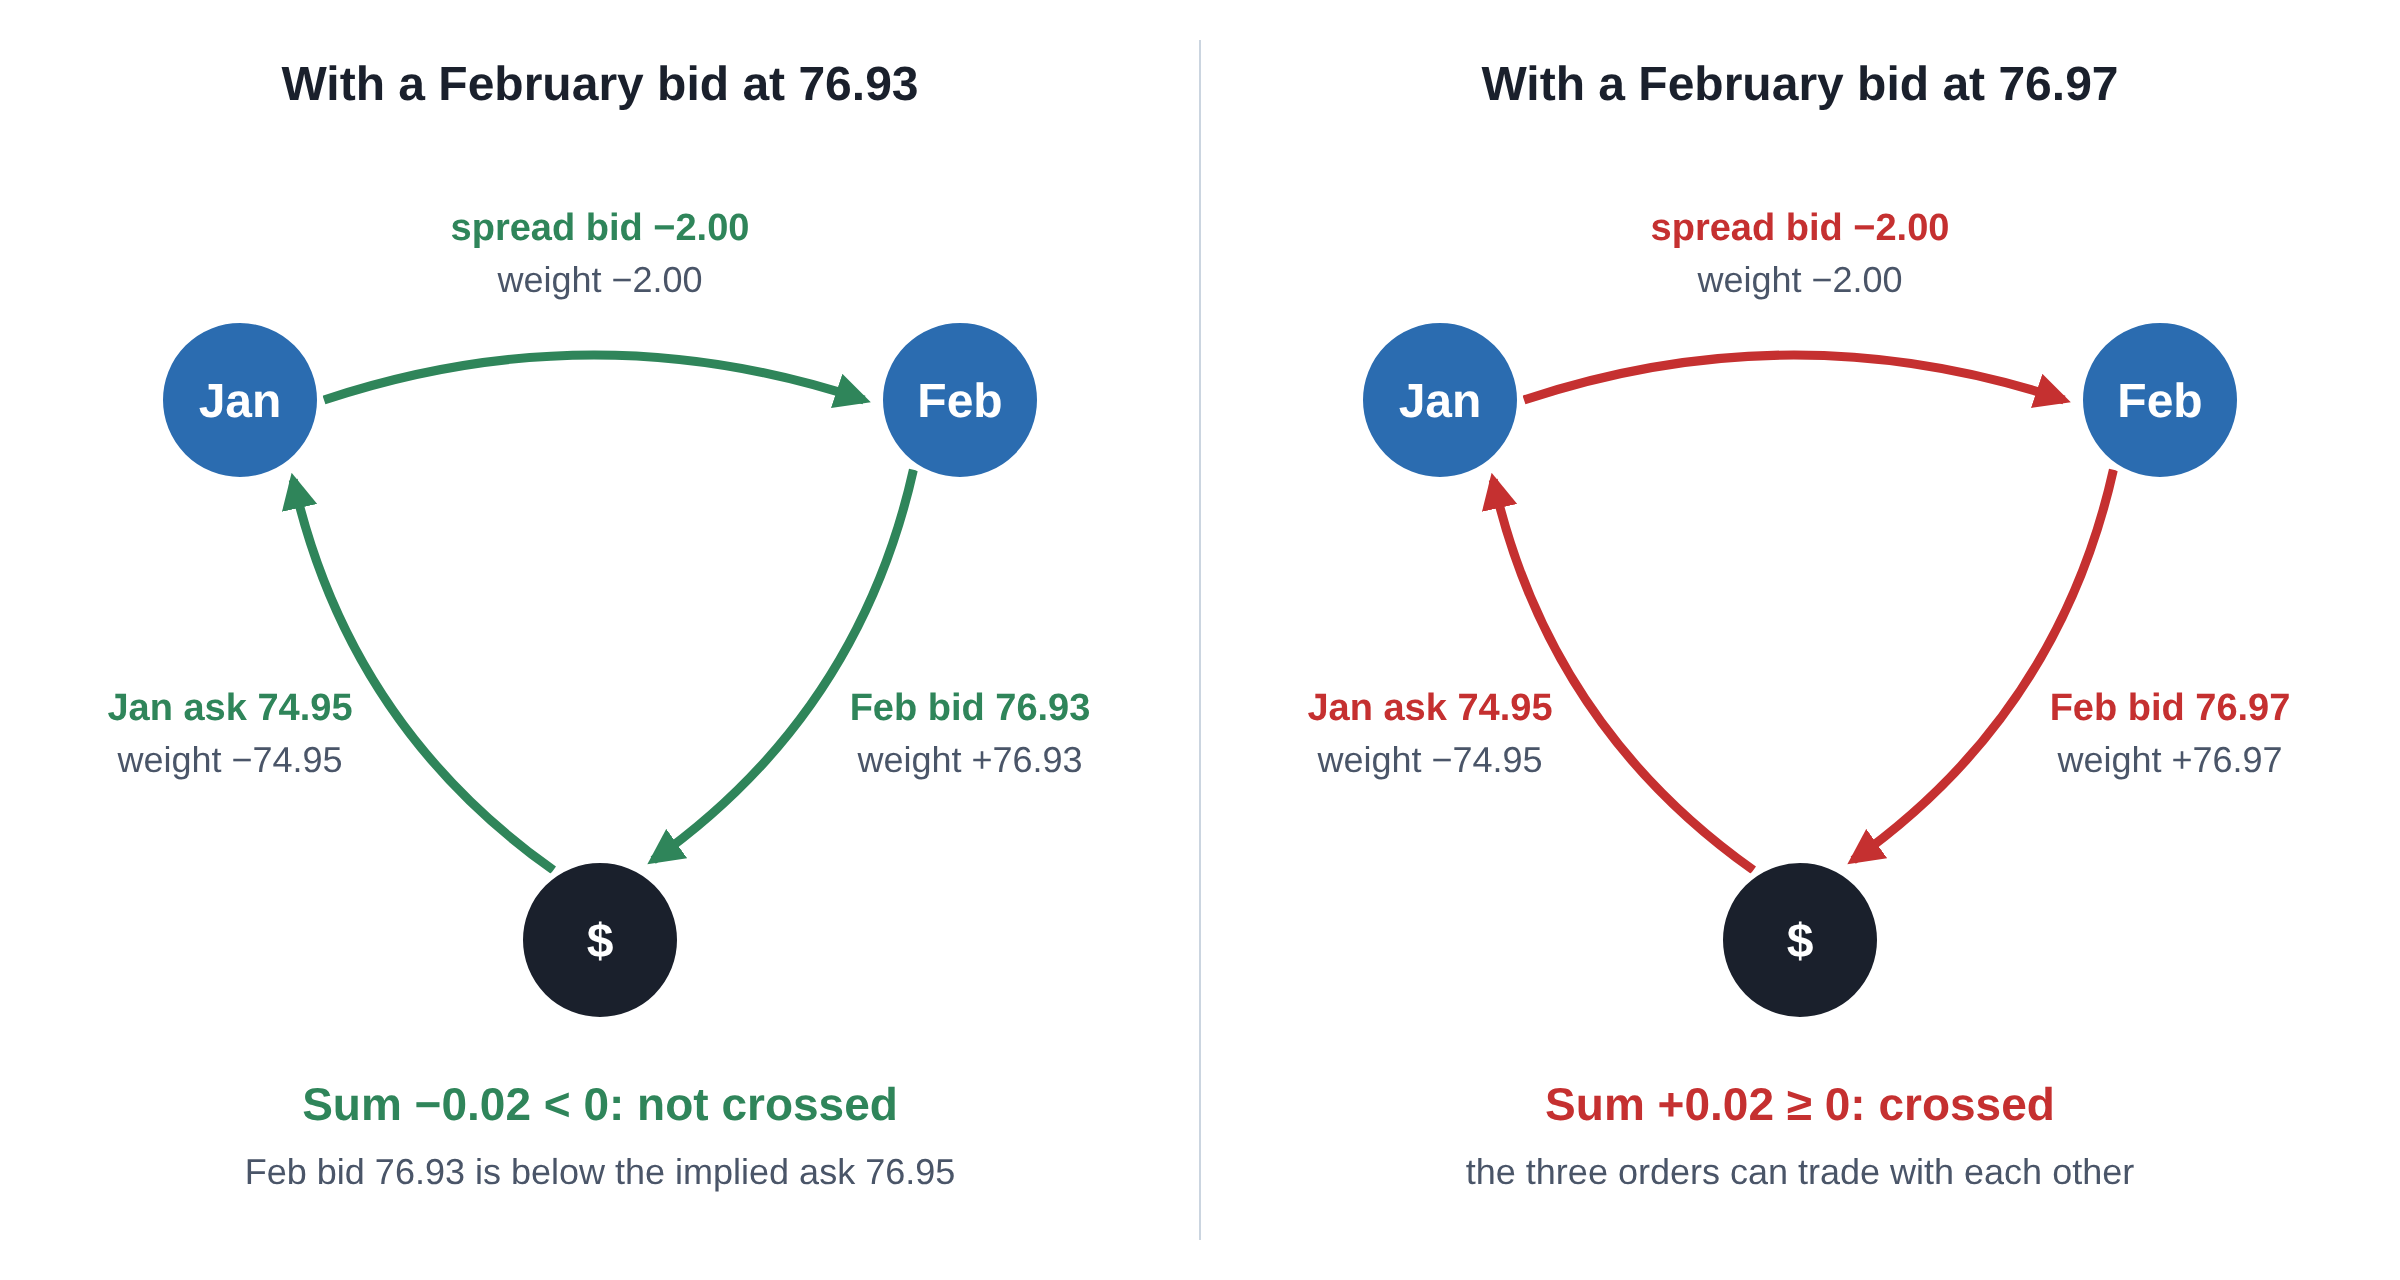 With a February bid at 76.93
spread bid −2.00
weight −2.00
Jan
Feb
Jan ask 74.95
weight −74.95
Feb bid 76.93
weight +76.93
$
Sum −0.02 < 0: not crossed
Feb bid 76.93 is below the implied ask 76.95
With a February bid at 76.97
spread bid −2.00
weight −2.00
Jan
Feb
Jan ask 74.95
weight −74.95
Feb bid 76.97
weight +76.97
$
Sum +0.02 ≥ 0: crossed
the three orders can trade with each other